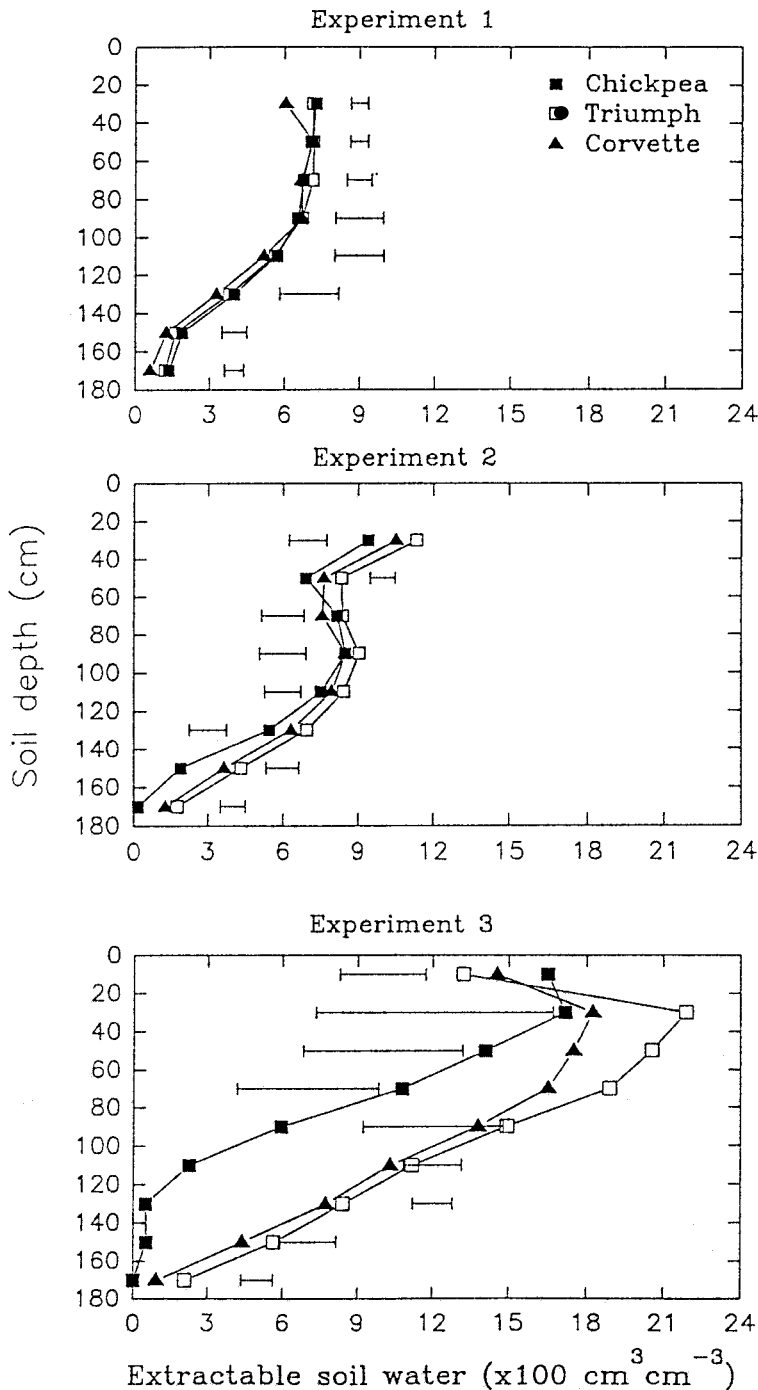 Experiment 1
0
20
40
60
80
100
120
140
160
180
0 3 6 9 12 15 18 21 24
Chickpea
Triumph
Corvette
Experiment 2
0
20
40
60
80
100
120
140
160
180
0 3 6 9 12 15 18 21 24
Soil depth (cm)
Experiment 3
0
20
40
60
80
100
120
140
160
180
0 3 6 9 12 15 18 21 24
Extractable soil water (x100 cm³cm⁻³)